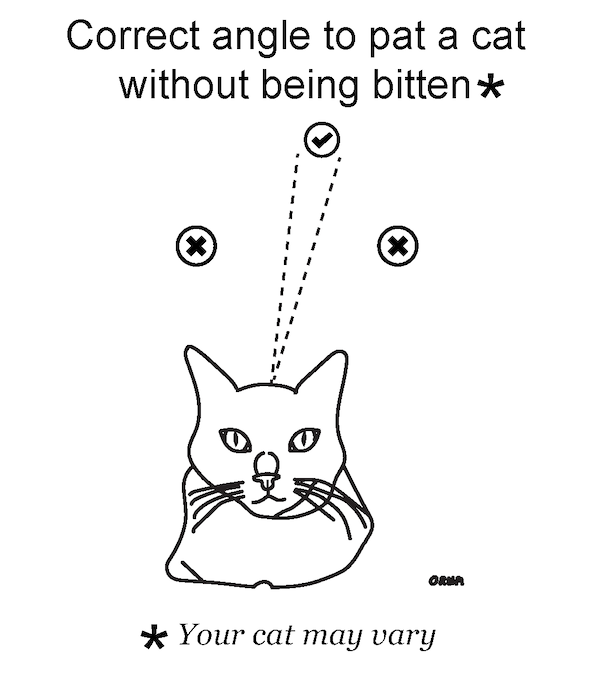 Correct angle to pat a cat
without being bitten*
* Your cat may vary